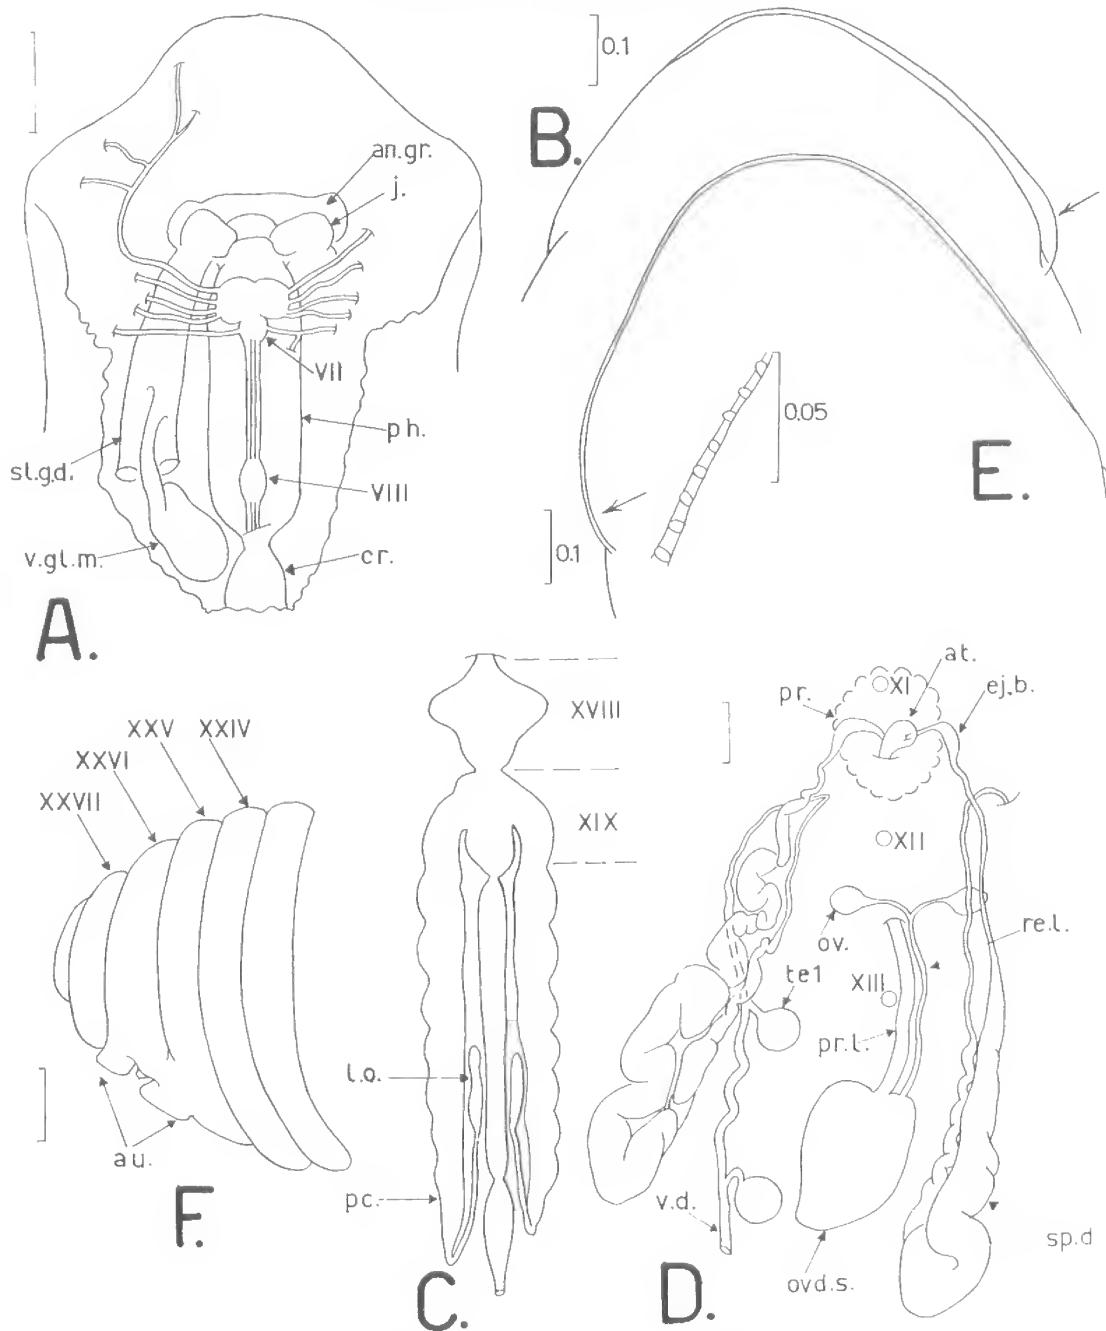 an.gr.
j.
VII
ph.
sl.g.d.
VIII
v.gl.m.
cr.
A.
0.1
B.
0.05
E.
0.1
XXIV
XXV
XXVI
XXVII
au.
F.
XVIII
XIX
l.o.
pc.
C.
at.
pr.
XI
ej.b.
XII
ov.
re.l.
te1
XIII
pr.l.
v.d.
sp.d
ovd.s.
D.